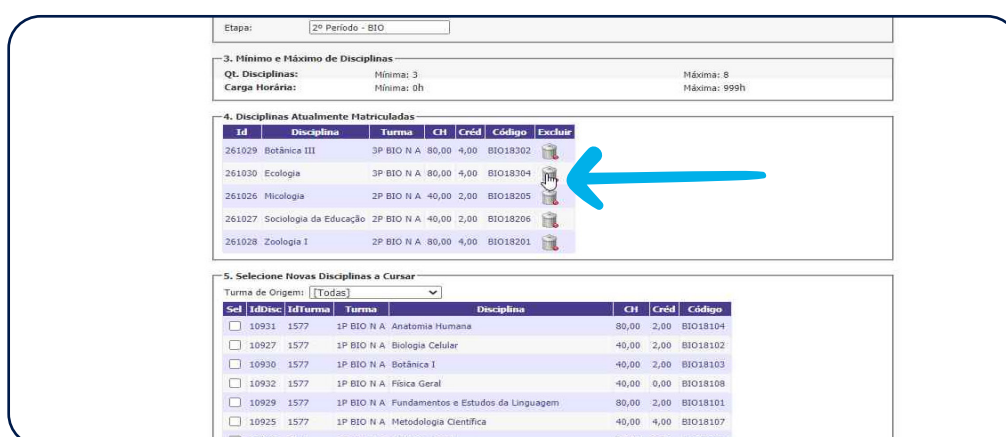 Etapa: 2º Período - BIO
3. Mínimo e Máximo de Disciplinas
Qt. Disciplinas: Mínima: 3 Máxima: 8
Carga Horária: Mínima: 0h Máxima: 999h
4. Disciplinas Atualmente Matriculadas
Id Disciplina Turma CH Créd Código Excluir
261029 Botânica III 3P BIO N A 80,00 4,00 BIO18302
261030 Ecologia 3P BIO N A 80,00 4,00 BIO18304
261026 Micologia 2P BIO N A 40,00 2,00 BIO18205
261027 Sociologia da Educação 2P BIO N A 40,00 2,00 BIO18206
261028 Zoologia I 2P BIO N A 80,00 4,00 BIO18201
5. Selecione Novas Disciplinas a Cursar
Turma de Origem: [Todas]
Sel IdDisc IdTurma Turma Disciplina CH Créd Código
10931 1577 1P BIO N A Anatomia Humana 80,00 2,00 BIO18104
10927 1577 1P BIO N A Biologia Celular 40,00 2,00 BIO18102
10930 1577 1P BIO N A Botânica I 40,00 2,00 BIO18103
10932 1577 1P BIO N A Física Geral 40,00 0,00 BIO18108
10929 1577 1P BIO N A Fundamentos e Estudos da Linguagem 80,00 2,00 BIO18101
10925 1577 1P BIO N A Metodologia Científica 40,00 4,00 BIO18107